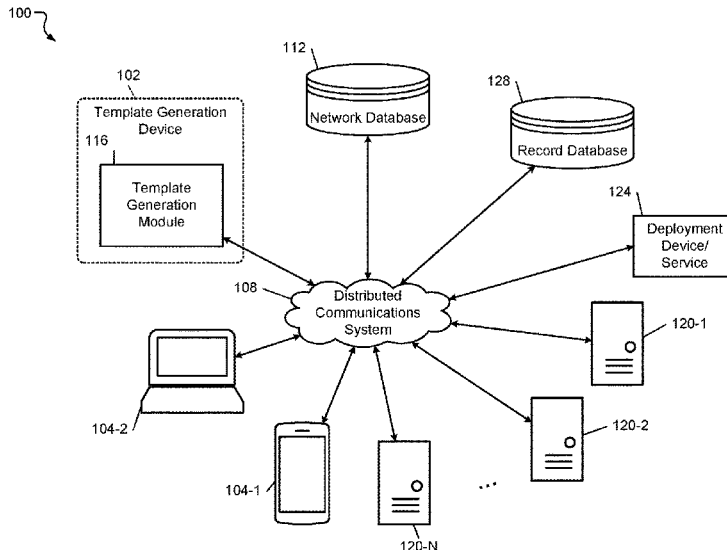 100
112
Network Database
128
Record Database
102
Template Generation
Device
116
Template
Generation
Module
124
Deployment
Device/
Service
108
Distributed
Communications
System
120-1
104-2
120-2
104-1
...
120-N